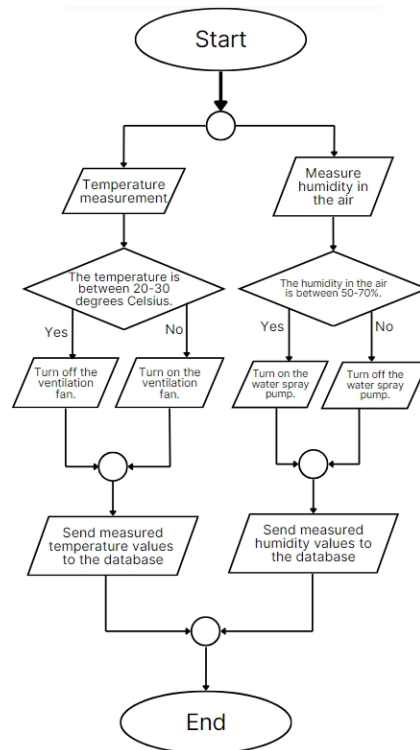 Start
Temperature
measurement
Measure
humidity in
the air
The temperature is
between 20-30
degrees Celsius.
The humidity in the air
is between 50-70%.
Yes
No
Yes
No
Turn off the
ventilation
fan.
Turn on the
ventilation
fan.
Turn on the
water spray
pump.
Turn off the
water spray
pump.
Send measured
temperature values
to the database
Send measured
humidity values to
the database
End